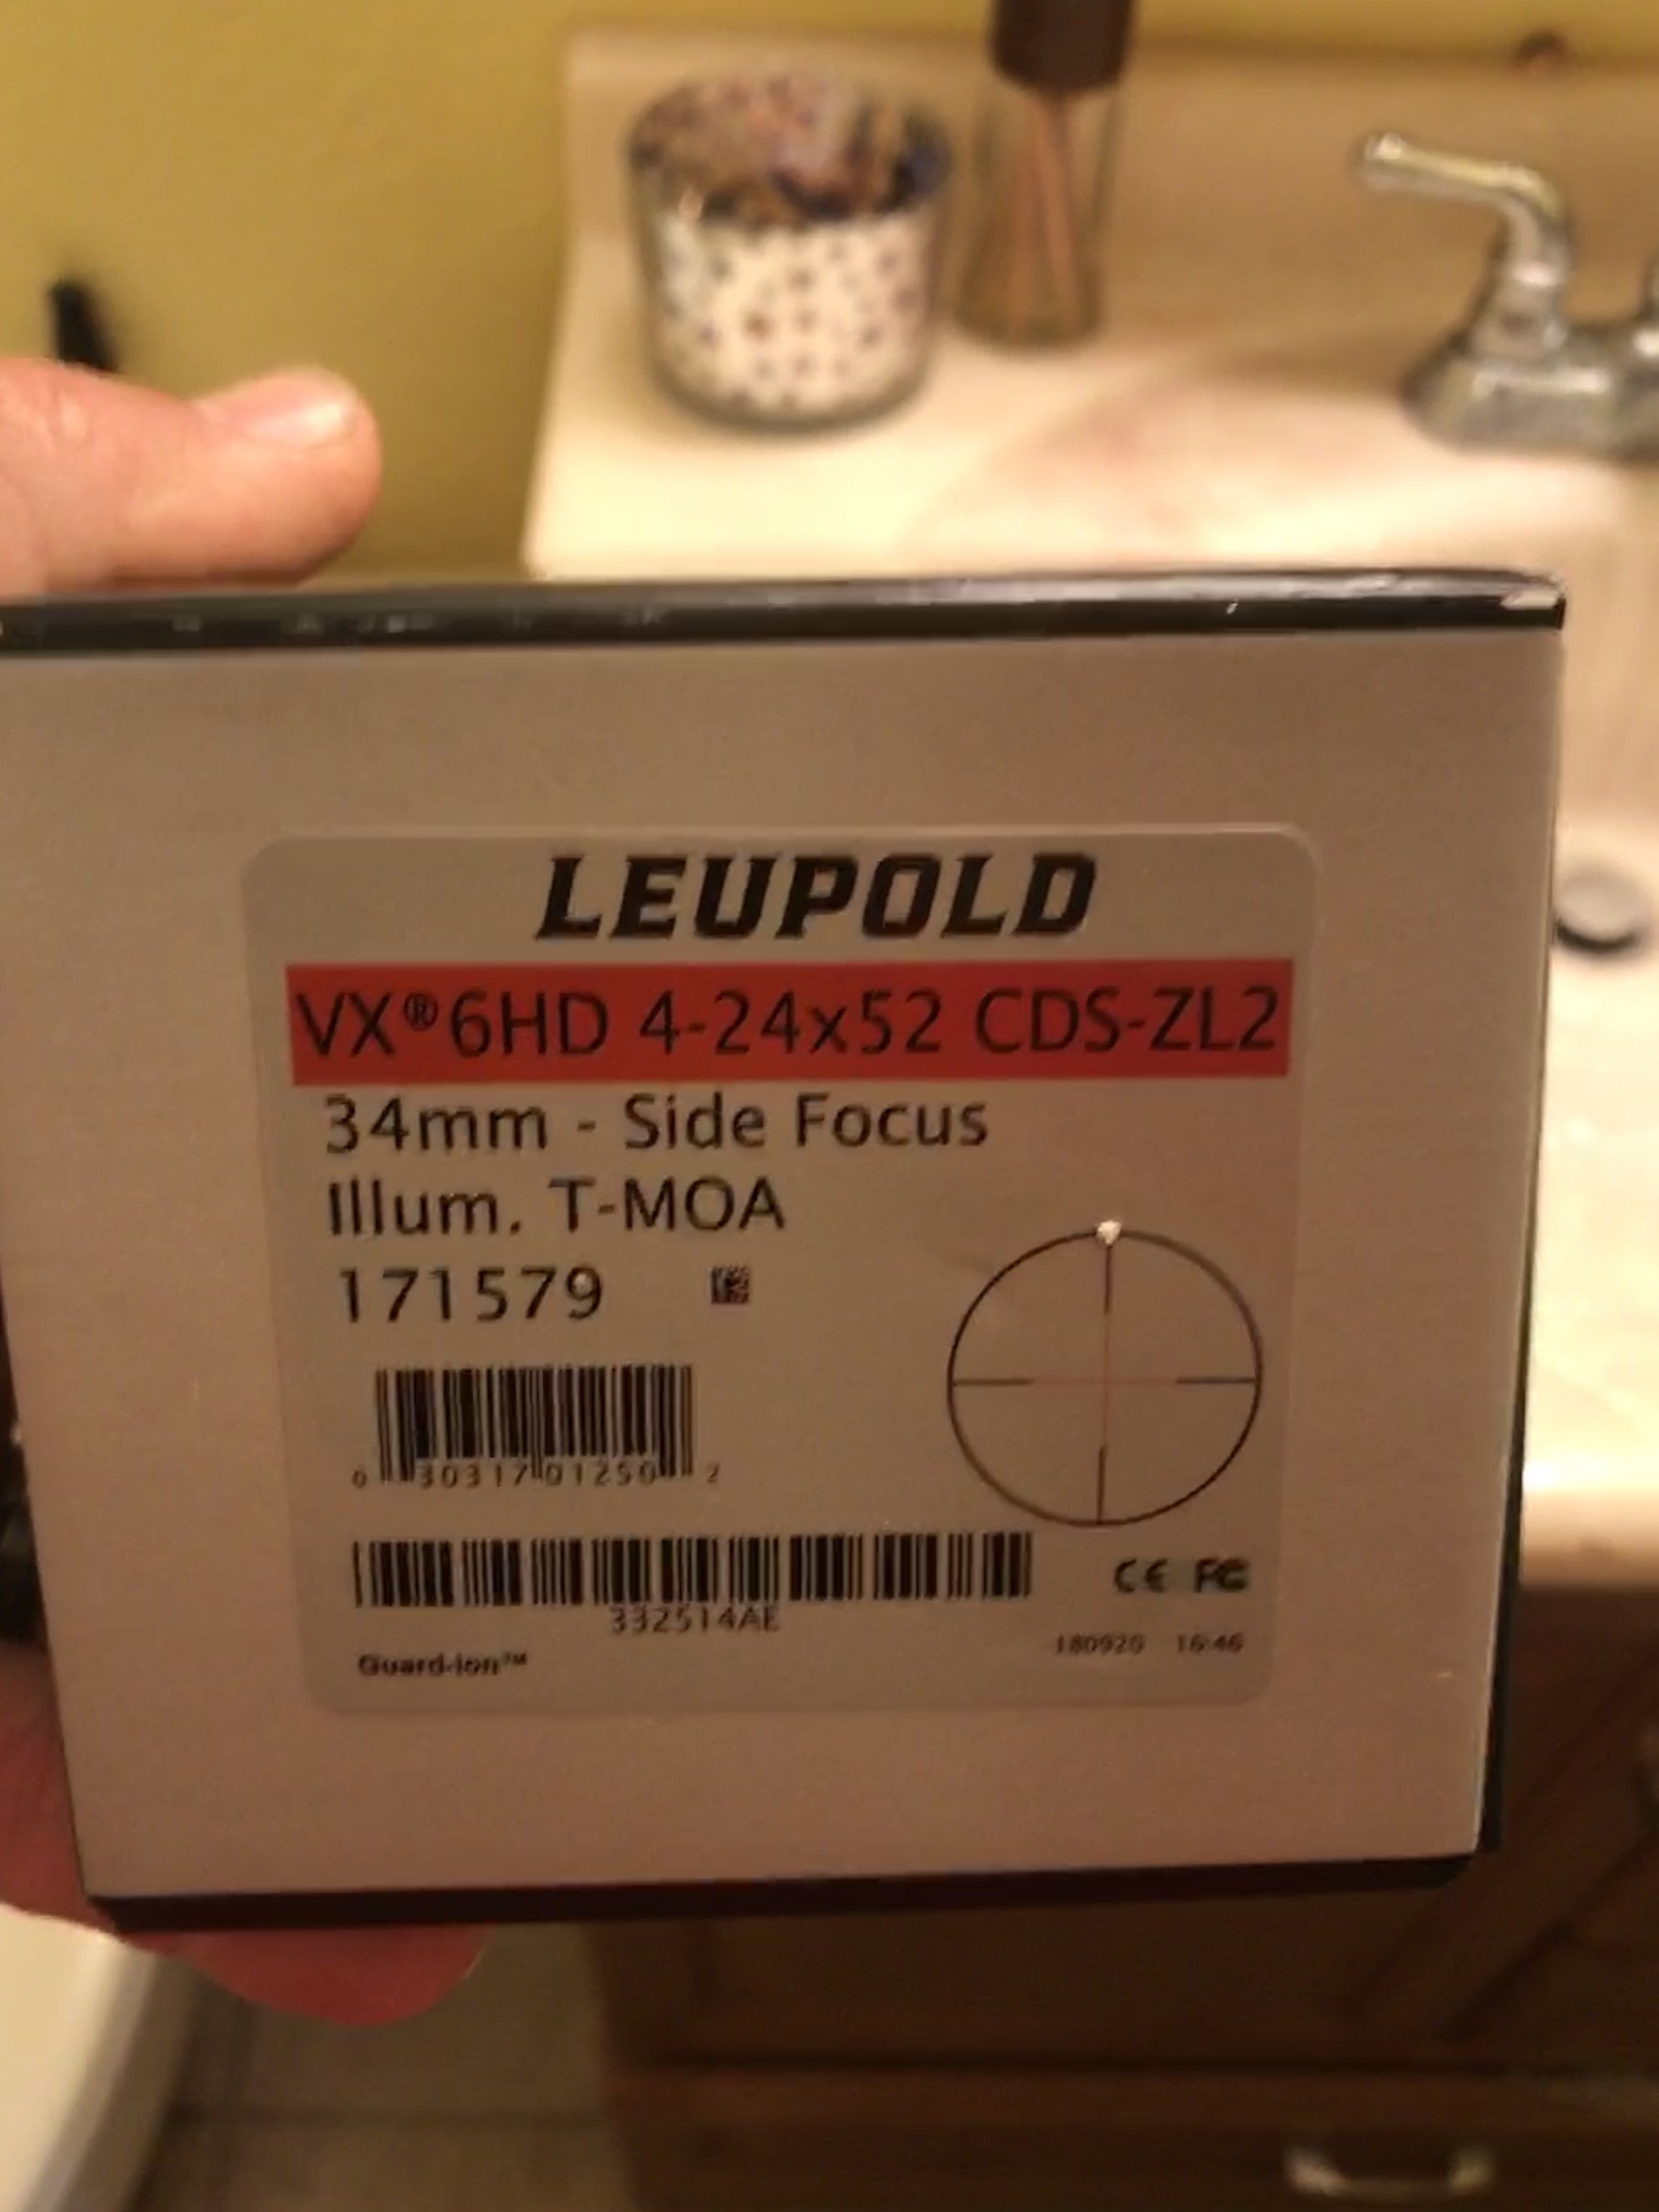 LEUPOLD
VX®6HD 4-24x52 CDS-ZL2
34mm - Side Focus
Illum. T-MOA
171579
0 30317 01250 2
332514AE
CE FC
Guard-ion™
180920 16:46